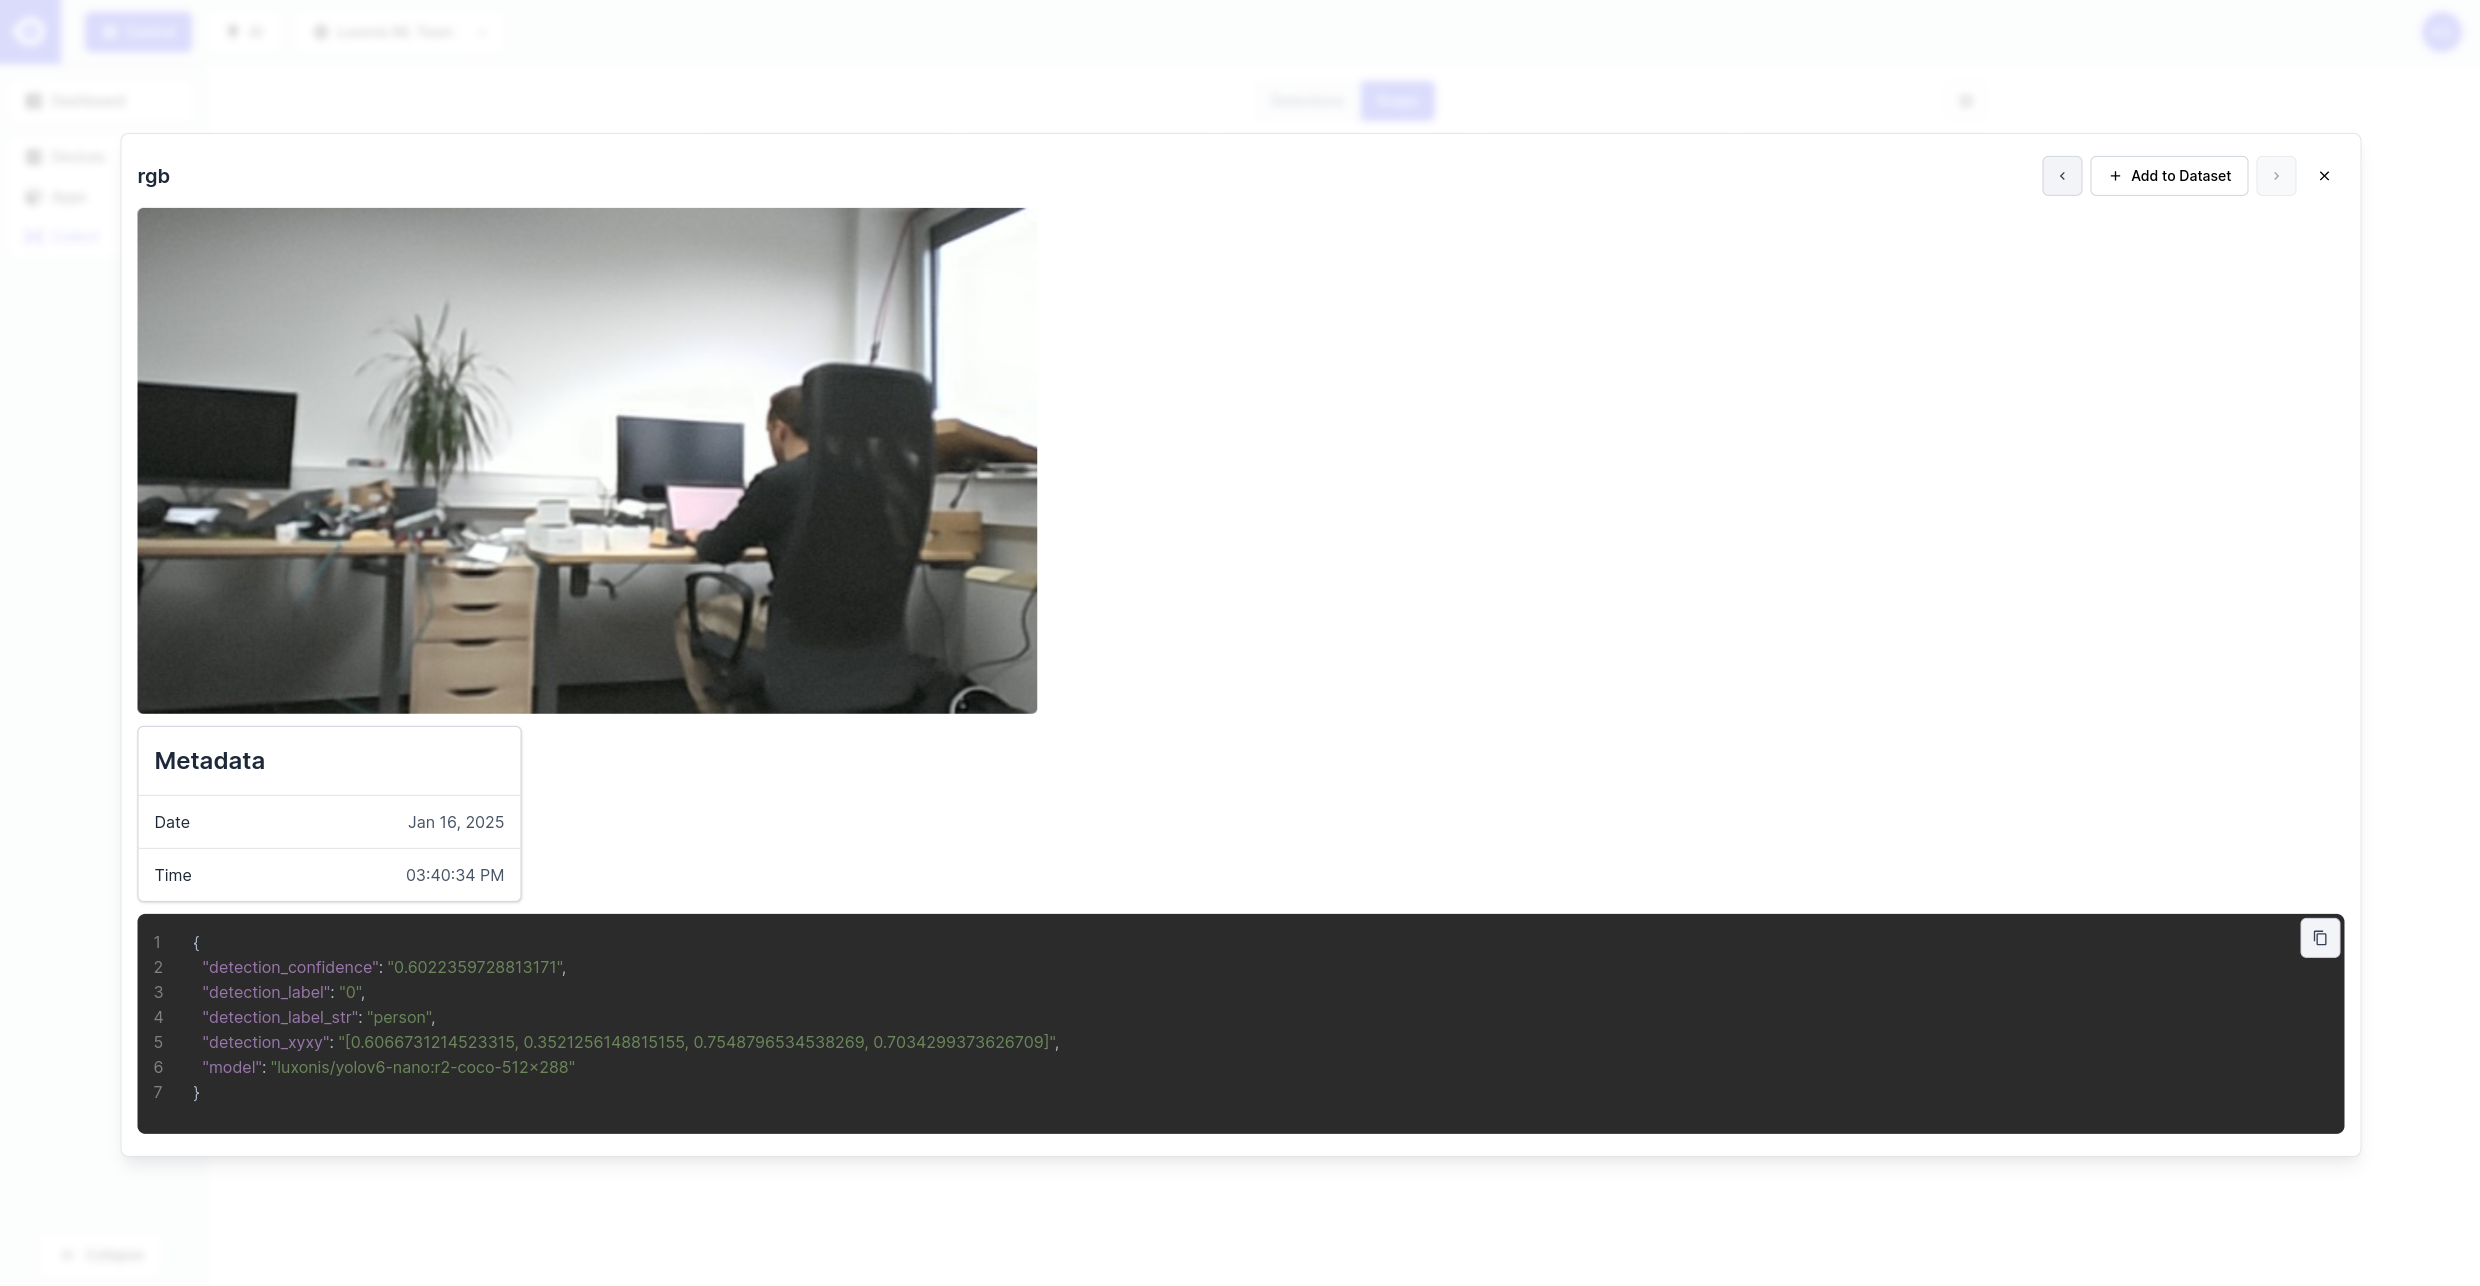 rgb
Add to Dataset
Metadata
Date Jan 16, 2025
Time 03:40:34 PM
1 {
2 "detection_confidence": "0.6022359728813171",
3 "detection_label": "0",
4 "detection_label_str": "person",
5 "detection_xyxy": "[0.6066731214523315, 0.3521256148815155, 0.7548796534538269, 0.7034299373626709]",
6 "model": "luxonis/yolov6-nano:r2-coco-512x288"
7 }